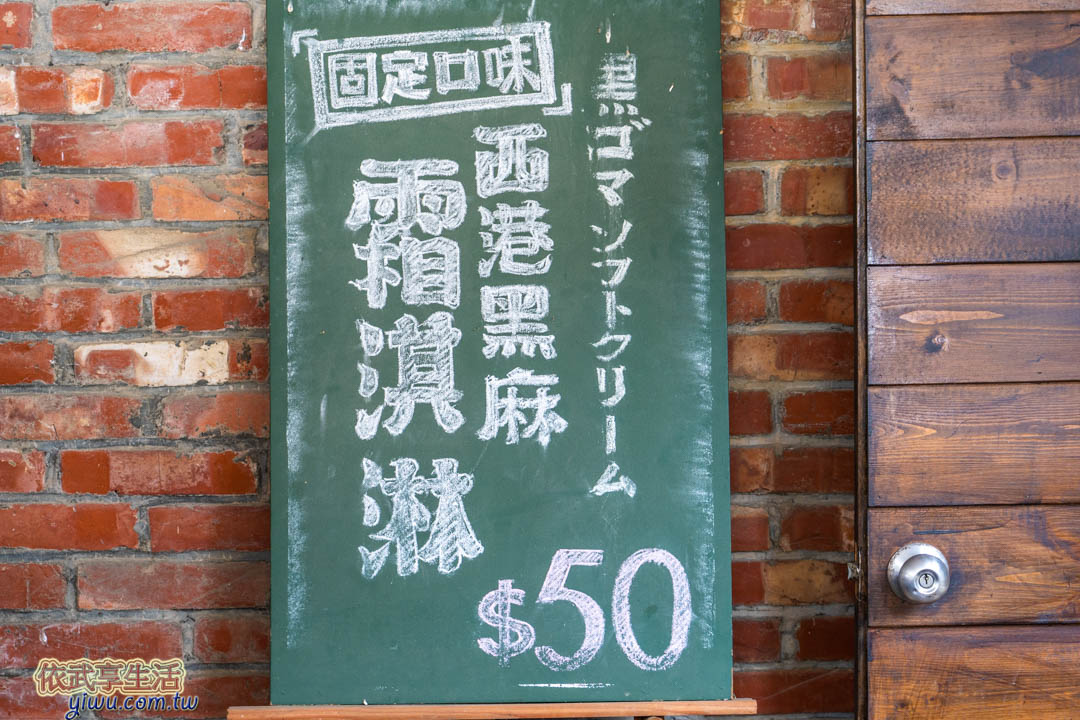 黒ゴマソフトクリーム
固定口味
西港黑麻
霜淇淋
$50
依武享生活
yiwu.com.tw